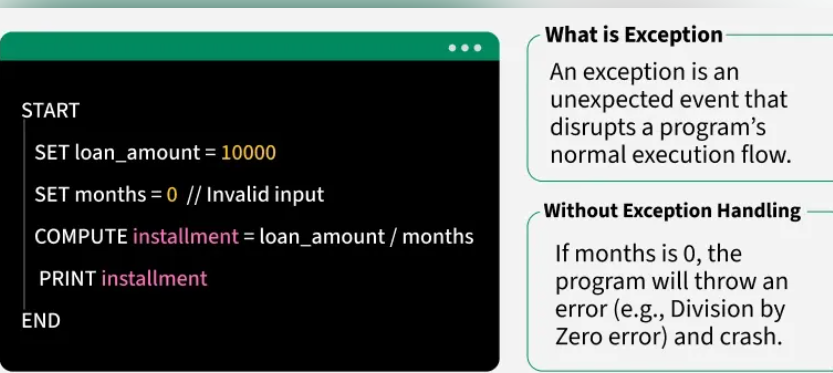 START
SET loan_amount = 10000
SET months = 0 // Invalid input
COMPUTE installment = loan_amount / months
PRINT installment
END
What is Exception
An exception is an
unexpected event that
disrupts a program’s
normal execution flow.
Without Exception Handling
If months is 0, the
program will throw an
error (e.g., Division by
Zero error) and crash.